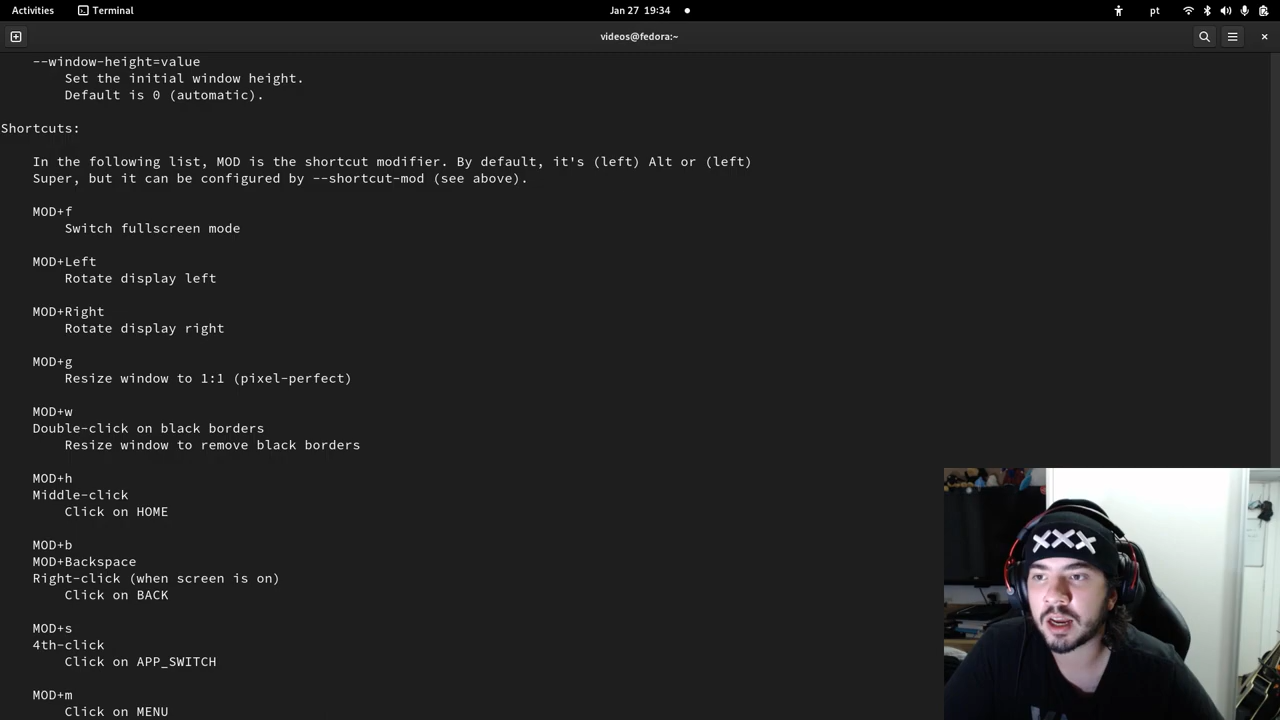 Activities
Terminal
Jan 27 19:34
pt
videos@fedora:~
--window-height=value
Set the initial window height.
Default is 0 (automatic).
Shortcuts:
In the following list, MOD is the shortcut modifier. By default, it's (left) Alt or (left)
Super, but it can be configured by --shortcut-mod (see above).
MOD+f
Switch fullscreen mode
MOD+Left
Rotate display left
MOD+Right
Rotate display right
MOD+g
Resize window to 1:1 (pixel-perfect)
MOD+w
Double-click on black borders
Resize window to remove black borders
MOD+h
Middle-click
Click on HOME
MOD+b
MOD+Backspace
Right-click (when screen is on)
Click on BACK
MOD+s
4th-click
Click on APP_SWITCH
MOD+m
Click on MENU
XXX